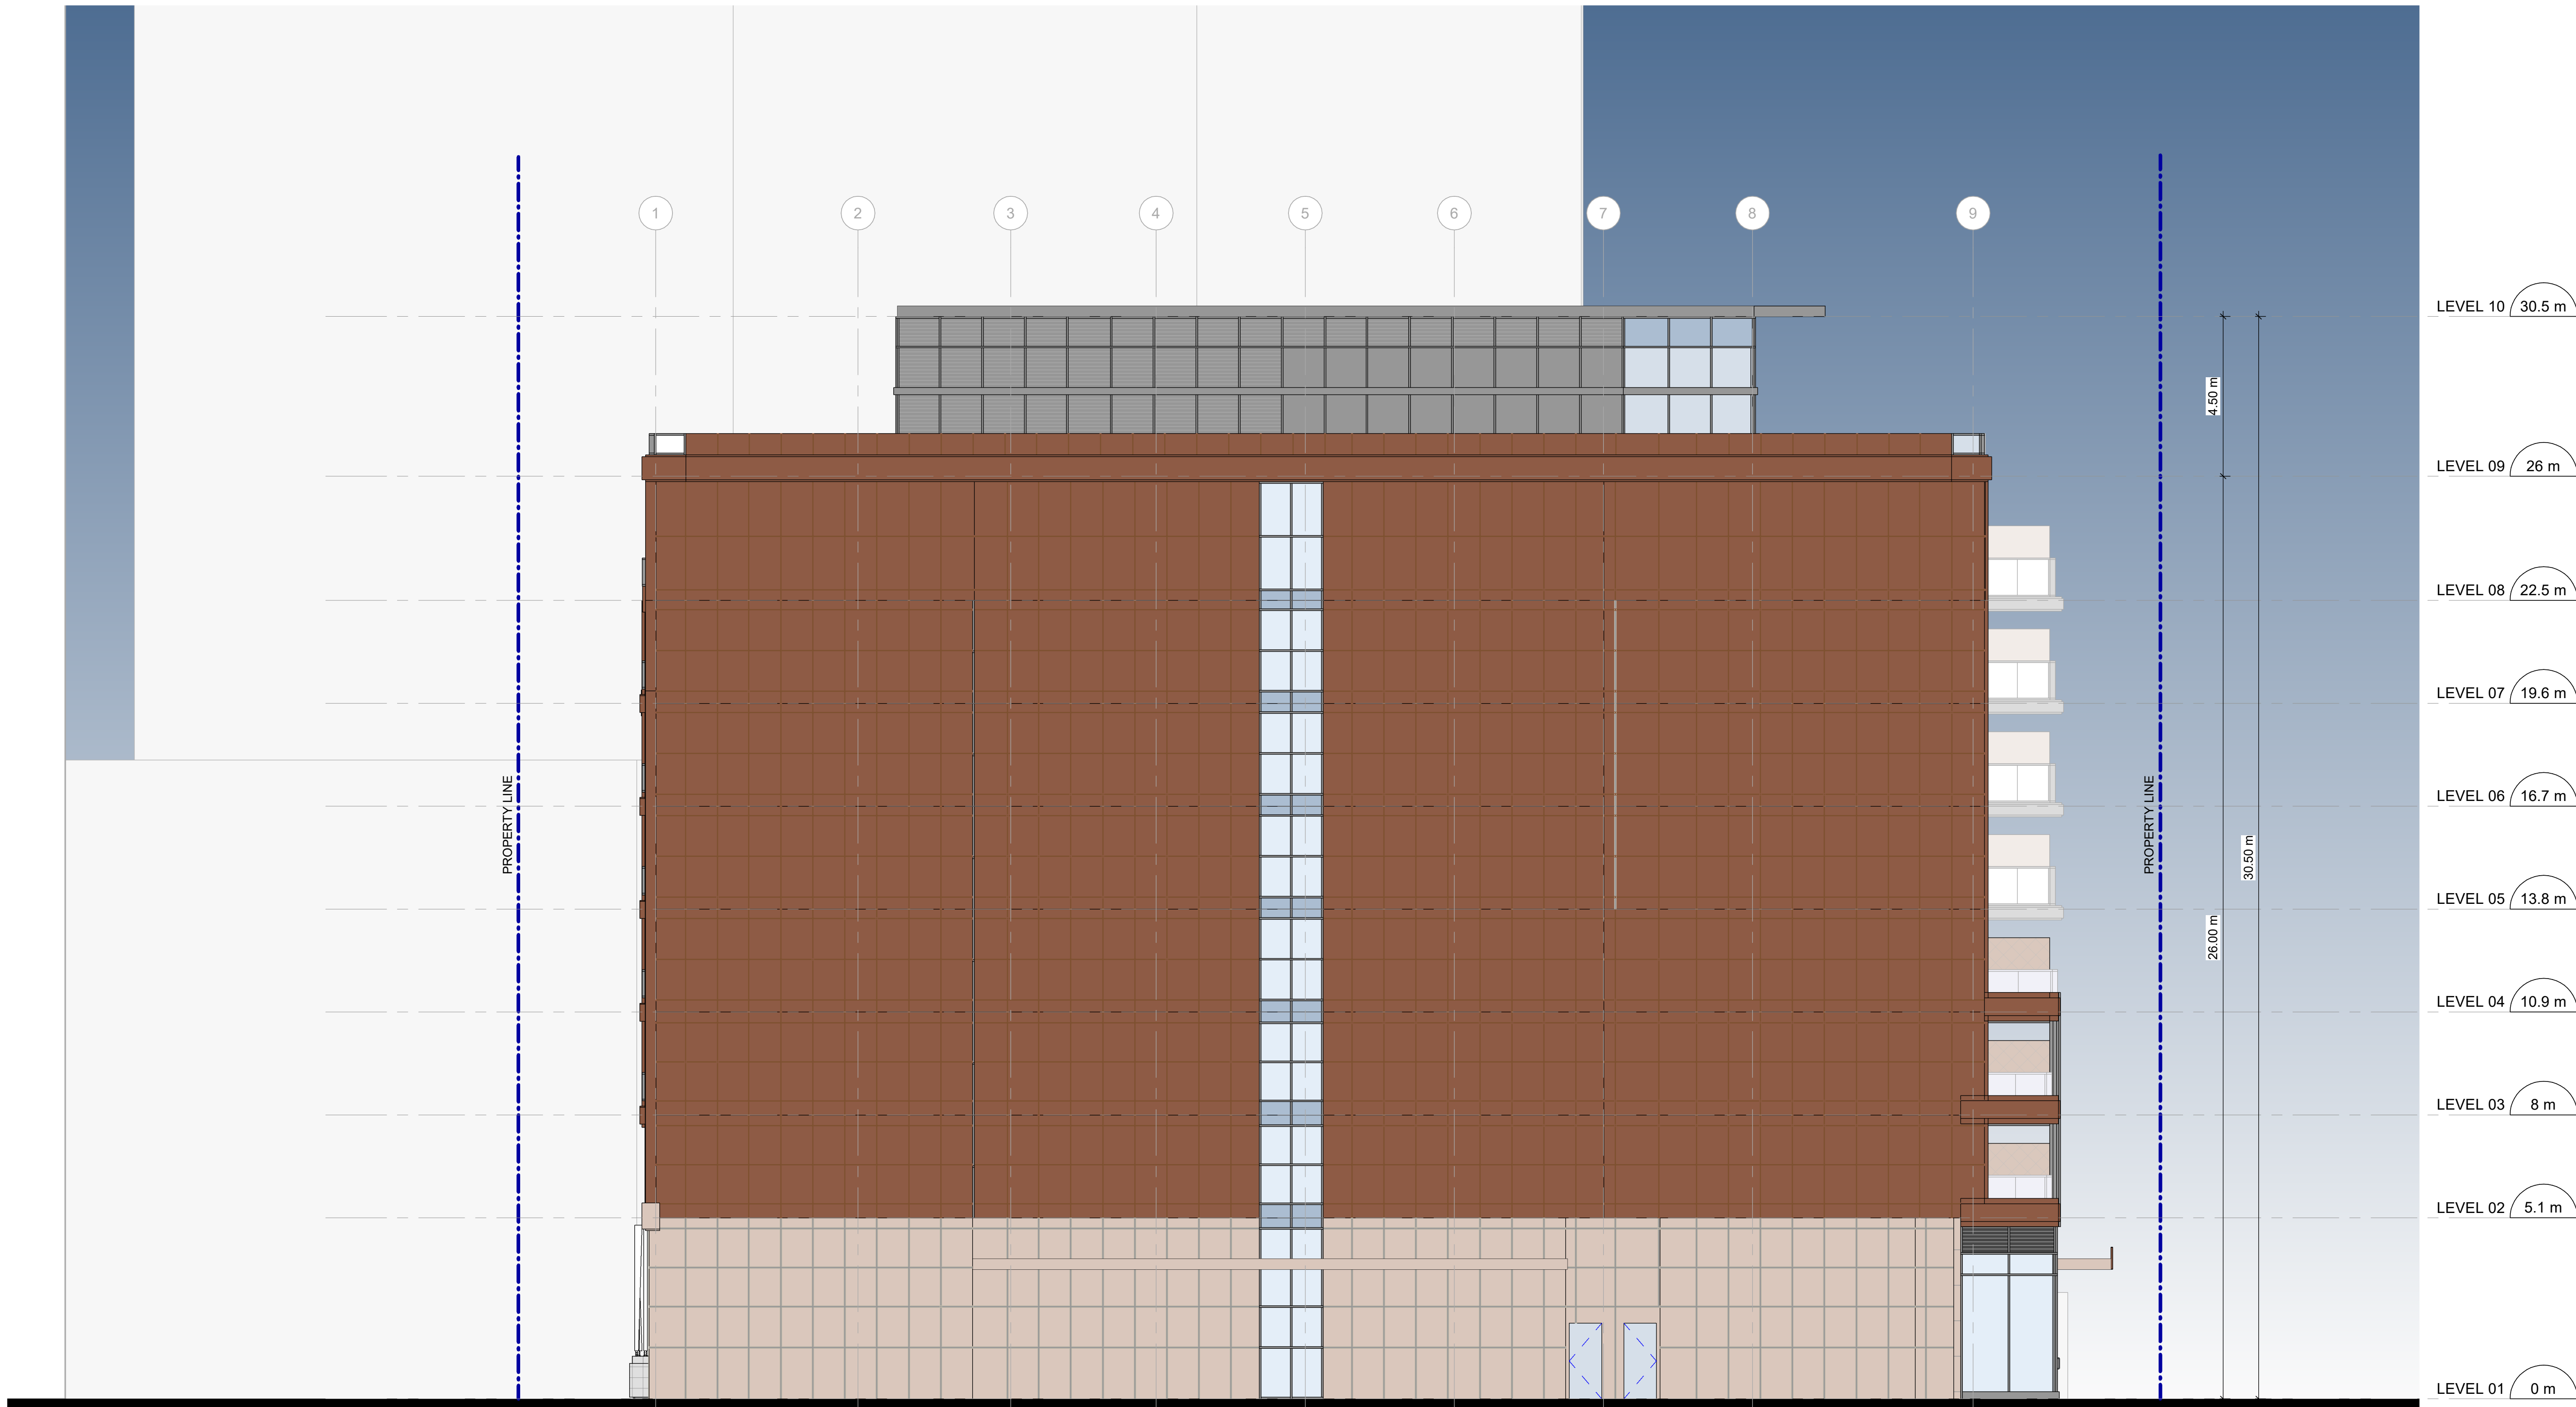 1
2
3
4
5
6
7
8
9
LEVEL 10 30.5 m
4.50 m
LEVEL 09 26 m
LEVEL 08 22.5 m
LEVEL 07 19.6 m
PROPERTY LINE
PROPERTY LINE
LEVEL 06 16.7 m
30.50 m
LEVEL 05 13.8 m
26.00 m
LEVEL 04 10.9 m
LEVEL 03 8 m
LEVEL 02 5.1 m
LEVEL 01 0 m